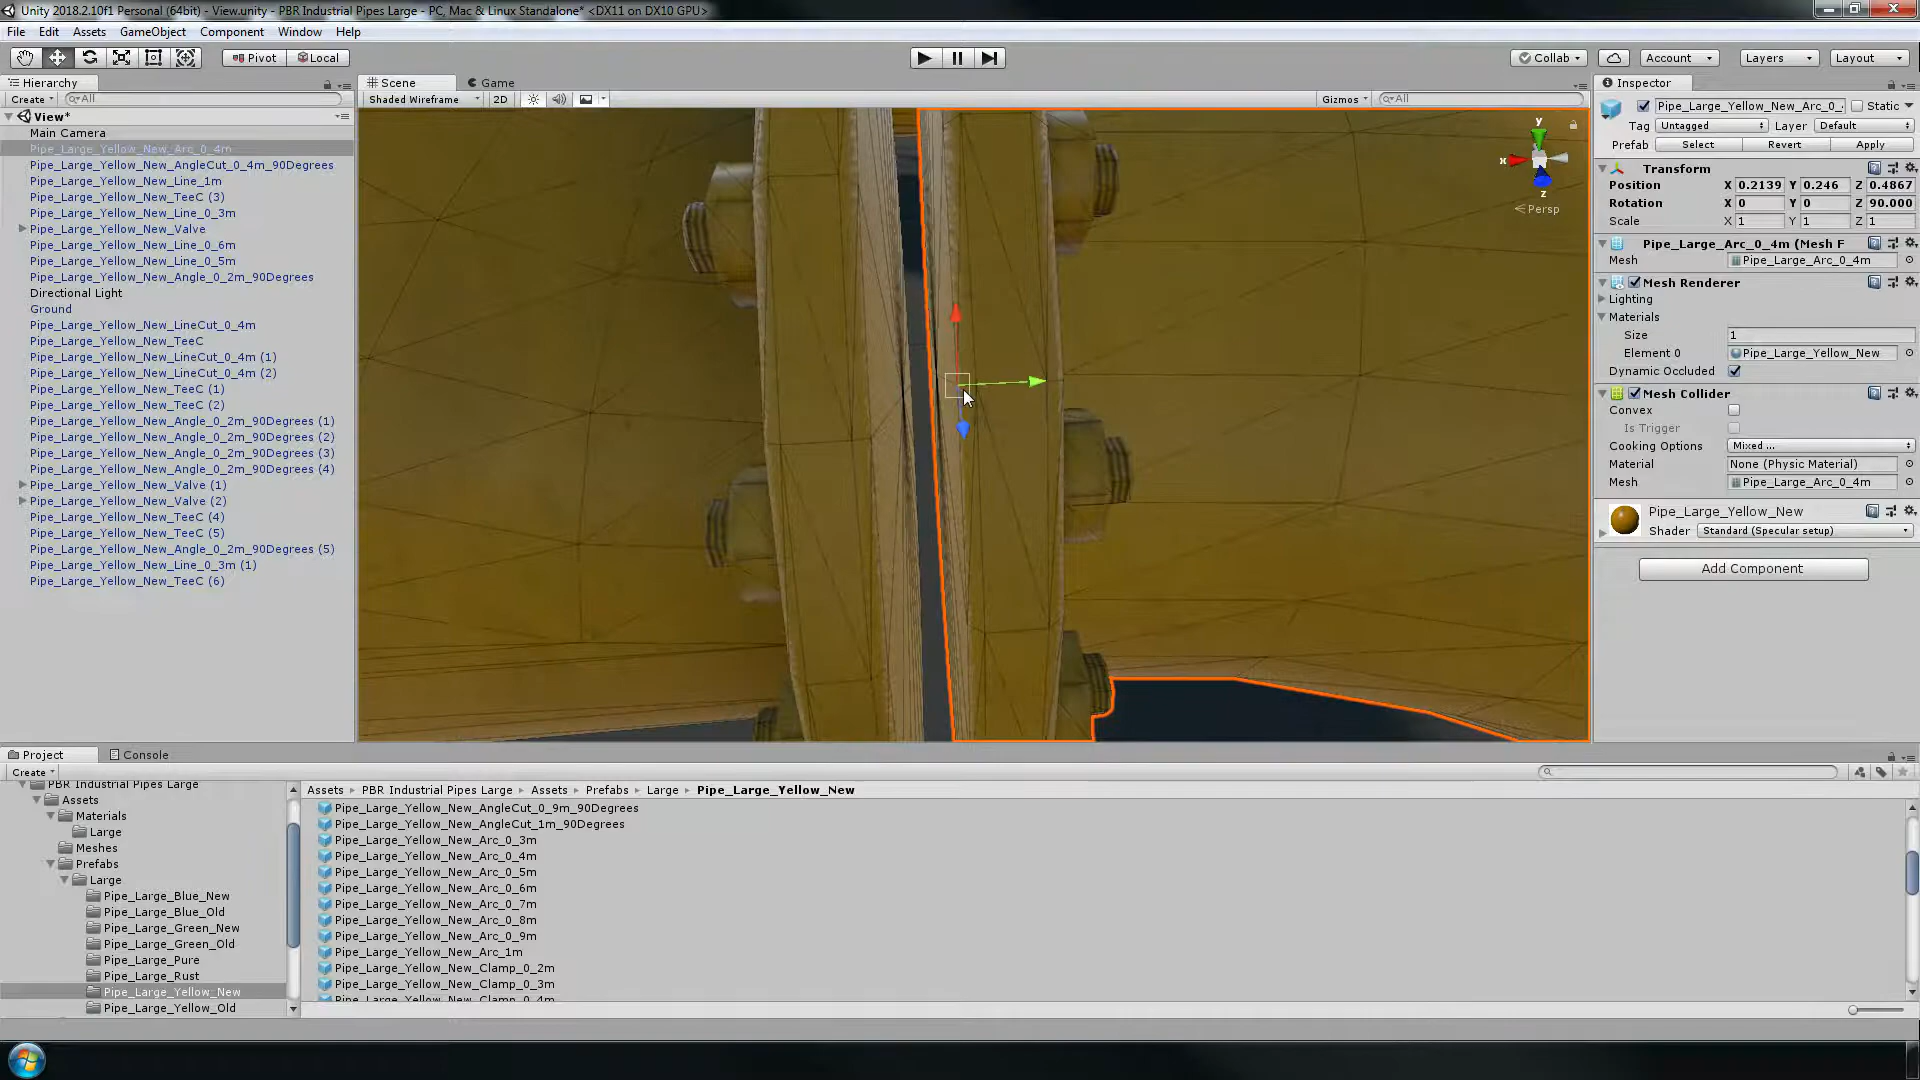 Unity 2018.2.10f1 Personal (64bit) - View.unity - PBR Industrial Pipes Large - PC, Mac & Linux Standalone* <DX11 on DX10 GPU>
File Edit Assets GameObject Component Window Help
Pivot Local Collab Account Layers Layout
Hierarchy
Create All
View*
Main Camera
Pipe_Large_Yellow_New_Arc_0_4m
Pipe_Large_Yellow_New_AngleCut_0_4m_90Degrees
Pipe_Large_Yellow_New_Line_1m
Pipe_Large_Yellow_New_TeeC (3)
Pipe_Large_Yellow_New_Line_0_3m
Pipe_Large_Yellow_New_Valve
Pipe_Large_Yellow_New_Line_0_6m
Pipe_Large_Yellow_New_Line_0_5m
Pipe_Large_Yellow_New_Angle_0_2m_90Degrees
Directional Light
Ground
Pipe_Large_Yellow_New_LineCut_0_4m
Pipe_Large_Yellow_New_TeeC
Pipe_Large_Yellow_New_LineCut_0_4m (1)
Pipe_Large_Yellow_New_LineCut_0_4m (2)
Pipe_Large_Yellow_New_TeeC (1)
Pipe_Large_Yellow_New_TeeC (2)
Pipe_Large_Yellow_New_Angle_0_2m_90Degrees (1)
Pipe_Large_Yellow_New_Angle_0_2m_90Degrees (2)
Pipe_Large_Yellow_New_Angle_0_2m_90Degrees (3)
Pipe_Large_Yellow_New_Angle_0_2m_90Degrees (4)
Pipe_Large_Yellow_New_Valve (1)
Pipe_Large_Yellow_New_Valve (2)
Pipe_Large_Yellow_New_TeeC (4)
Pipe_Large_Yellow_New_TeeC (5)
Pipe_Large_Yellow_New_Angle_0_2m_90Degrees (5)
Pipe_Large_Yellow_New_Line_0_3m (1)
Pipe_Large_Yellow_New_TeeC (6)
Scene Game
Shaded Wireframe 2D Gizmos All
y
x
z
Persp
Inspector
Pipe_Large_Yellow_New_Arc_0_ Static
Tag Untagged Layer Default
Prefab Select Revert Apply
Transform
Position X 0.2139 Y 0.246 Z 0.4867
Rotation X 0 Y 0 Z 90.000
Scale X 1 Y 1 Z 1
Pipe_Large_Arc_0_4m (Mesh F
Mesh Pipe_Large_Arc_0_4m
Mesh Renderer
Lighting
Materials
Size 1
Element 0 Pipe_Large_Yellow_New
Dynamic Occluded
Mesh Collider
Convex
Is Trigger
Cooking Options Mixed ...
Material None (Physic Material)
Mesh Pipe_Large_Arc_0_4m
Pipe_Large_Yellow_New
Shader Standard (Specular setup)
Add Component
Project Console
Create
PBR Industrial Pipes Large
Assets
Materials
Large
Meshes
Prefabs
Large
Pipe_Large_Blue_New
Pipe_Large_Blue_Old
Pipe_Large_Green_New
Pipe_Large_Green_Old
Pipe_Large_Pure
Pipe_Large_Rust
Pipe_Large_Yellow_New
Pipe_Large_Yellow_Old
Assets PBR Industrial Pipes Large Assets Prefabs Large Pipe_Large_Yellow_New
Pipe_Large_Yellow_New_AngleCut_0_9m_90Degrees
Pipe_Large_Yellow_New_AngleCut_1m_90Degrees
Pipe_Large_Yellow_New_Arc_0_3m
Pipe_Large_Yellow_New_Arc_0_4m
Pipe_Large_Yellow_New_Arc_0_5m
Pipe_Large_Yellow_New_Arc_0_6m
Pipe_Large_Yellow_New_Arc_0_7m
Pipe_Large_Yellow_New_Arc_0_8m
Pipe_Large_Yellow_New_Arc_0_9m
Pipe_Large_Yellow_New_Arc_1m
Pipe_Large_Yellow_New_Clamp_0_2m
Pipe_Large_Yellow_New_Clamp_0_3m
Pipe_Large_Yellow_New_Clamp_0_4m